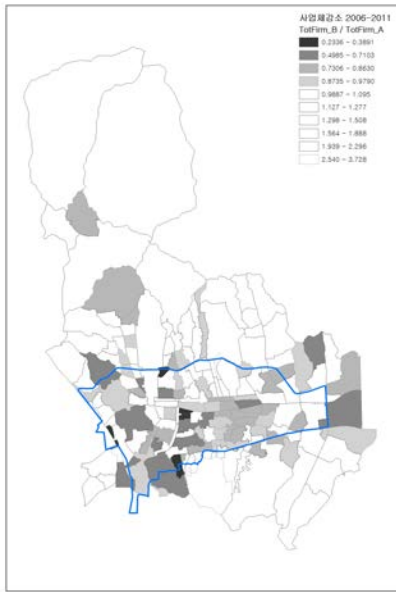 사업체감소 2006-2011
TotFirm_B / TotFirm_A
0.2336 - 0.3891
0.4985 - 0.7103
0.7306 - 0.8630
0.8735 - 0.9790
0.9887 - 1.095
1.127 - 1.277
1.298 - 1.508
1.564 - 1.888
1.939 - 2.296
2.540 - 3.728